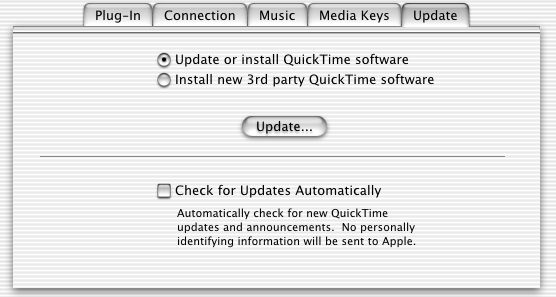 Plug-In Connection Music Media Keys Update
Update or install QuickTime software
Install new 3rd party QuickTime software
Update...
Check for Updates Automatically
Automatically check for new QuickTime
updates and announcements. No personally
identifying information will be sent to Apple.